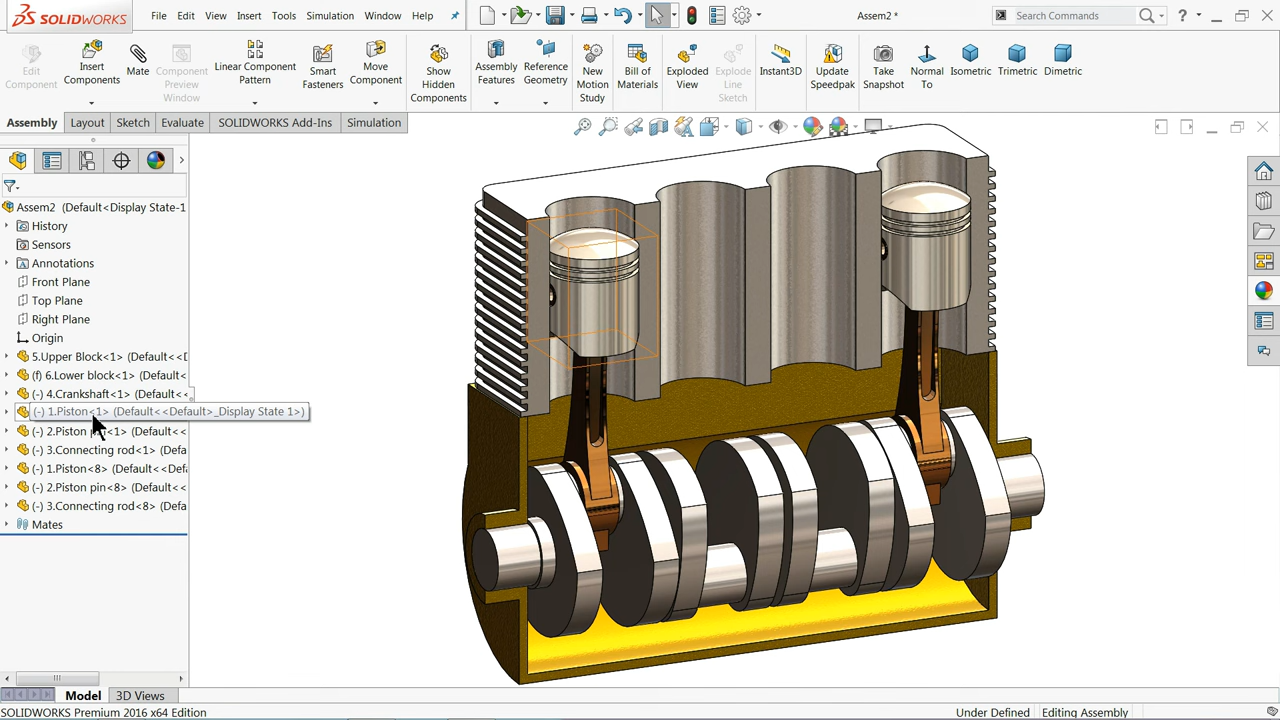 SOLIDWORKS
File
Edit
View
Insert
Tools
Simulation
Window
Help
Assem2 *
Search Commands
?
Edit
Component
Insert
Components
Mate
Component
Preview
Window
Linear Component
Pattern
Smart
Fasteners
Move
Component
Show
Hidden
Components
Assembly
Features
Reference
Geometry
New
Motion
Study
Bill of
Materials
Exploded
View
Explode
Line
Sketch
Instant3D
Update
Speedpak
Take
Snapshot
Normal
To
Isometric
Trimetric
Dimetric
Assembly
Layout
Sketch
Evaluate
SOLIDWORKS Add-Ins
Simulation
Assem2 (Default<Display State-1
History
Sensors
Annotations
Front Plane
Top Plane
Right Plane
Origin
5.Upper Block<1> (Default<<D
(f) 6.Lower block<1> (Default<
(-) 4.Crankshaft<1> (Default<<
(-) 1.Piston<1> (Default<<Default>_Display State 1>)
(-) 2.Piston p<1> (Default<<
(-) 3.Connecting rod<1> (Defa
(-) 1.Piston<8> (Default<<Defa
(-) 2.Piston pin<8> (Default<<
(-) 3.Connecting rod<8> (Defa
Mates
Model
3D Views
SOLIDWORKS Premium 2016 x64 Edition
Under Defined
Editing Assembly